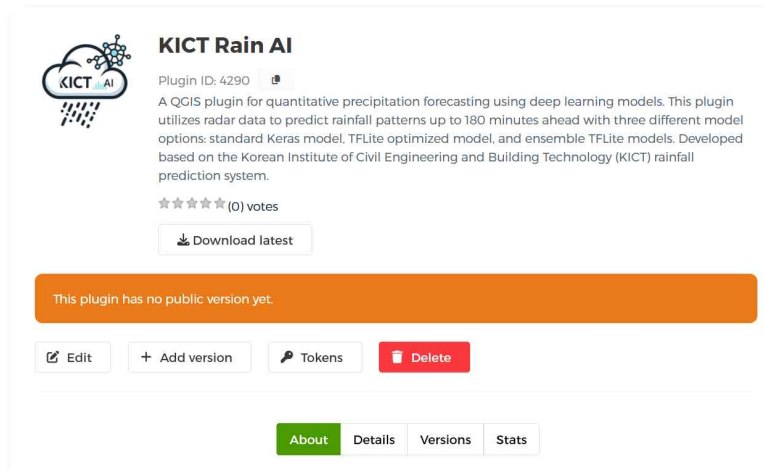 KICT AI
KICT Rain AI
Plugin ID: 4290
A QGIS plugin for quantitative precipitation forecasting using deep learning models. This plugin
utilizes radar data to predict rainfall patterns up to 180 minutes ahead with three different model
options: standard Keras model, TFLite optimized model, and ensemble TFLite models. Developed
based on the Korean Institute of Civil Engineering and Building Technology (KICT) rainfall
prediction system.
(0) votes
Download latest
This plugin has no public version yet.
Edit
Add version
Tokens
Delete
About
Details
Versions
Stats